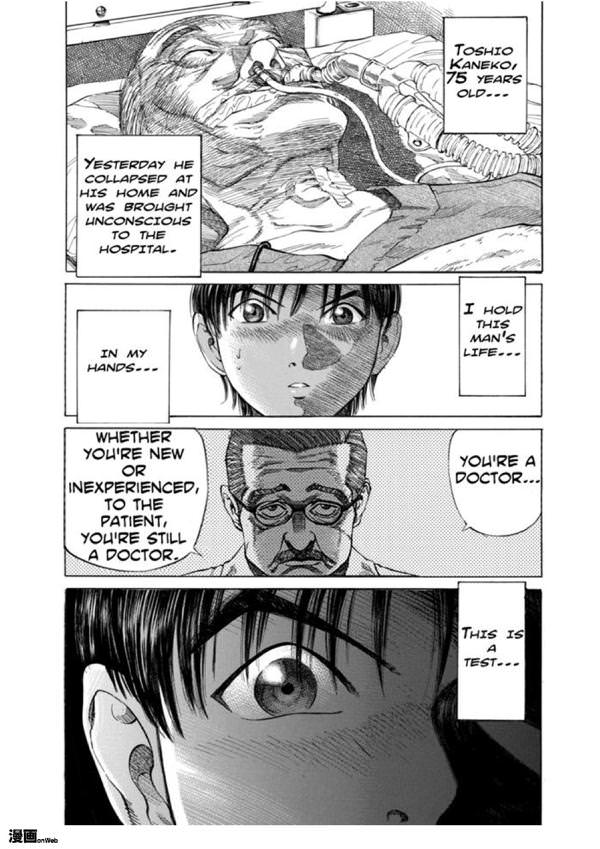 TOSHIO
KANEKO,
75 YEARS
OLD---
YESTERDAY HE
COLLAPSED AT
HIS HOME AND
WAS BROUGHT
UNCONSCIOUS
TO THE
HOSPITAL.
I HOLD
THIS
MAN'S
LIFE---
IN MY
HANDS---
YOU'RE A
DOCTOR...
WHETHER
YOU'RE NEW
OR
INEXPERIENCED,
TO THE
PATIENT,
YOU'RE STILL
A DOCTOR.
THIS IS
A
TEST---
漫画onWeb